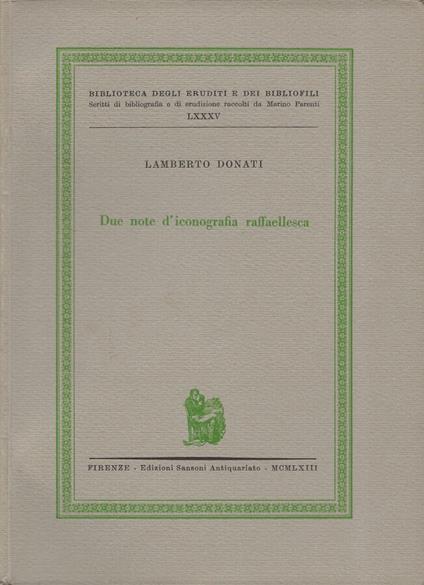 BIBLIOTECA DEGLI ERUDITI E DEI BIBLIOFILI
Scritti di bibliografia e di erudizione raccolti da Marino Parenti
LXXXV
LAMBERTO DONATI
Due note d'iconografia raffaellesca
FIRENZE - Edizioni Sansoni Antiquariato - MCMLXIII